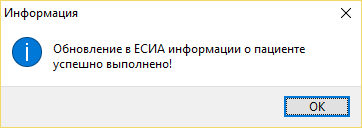 Информация
Обновление в ЕСИА информации о пациенте
успешно выполнено!
OK